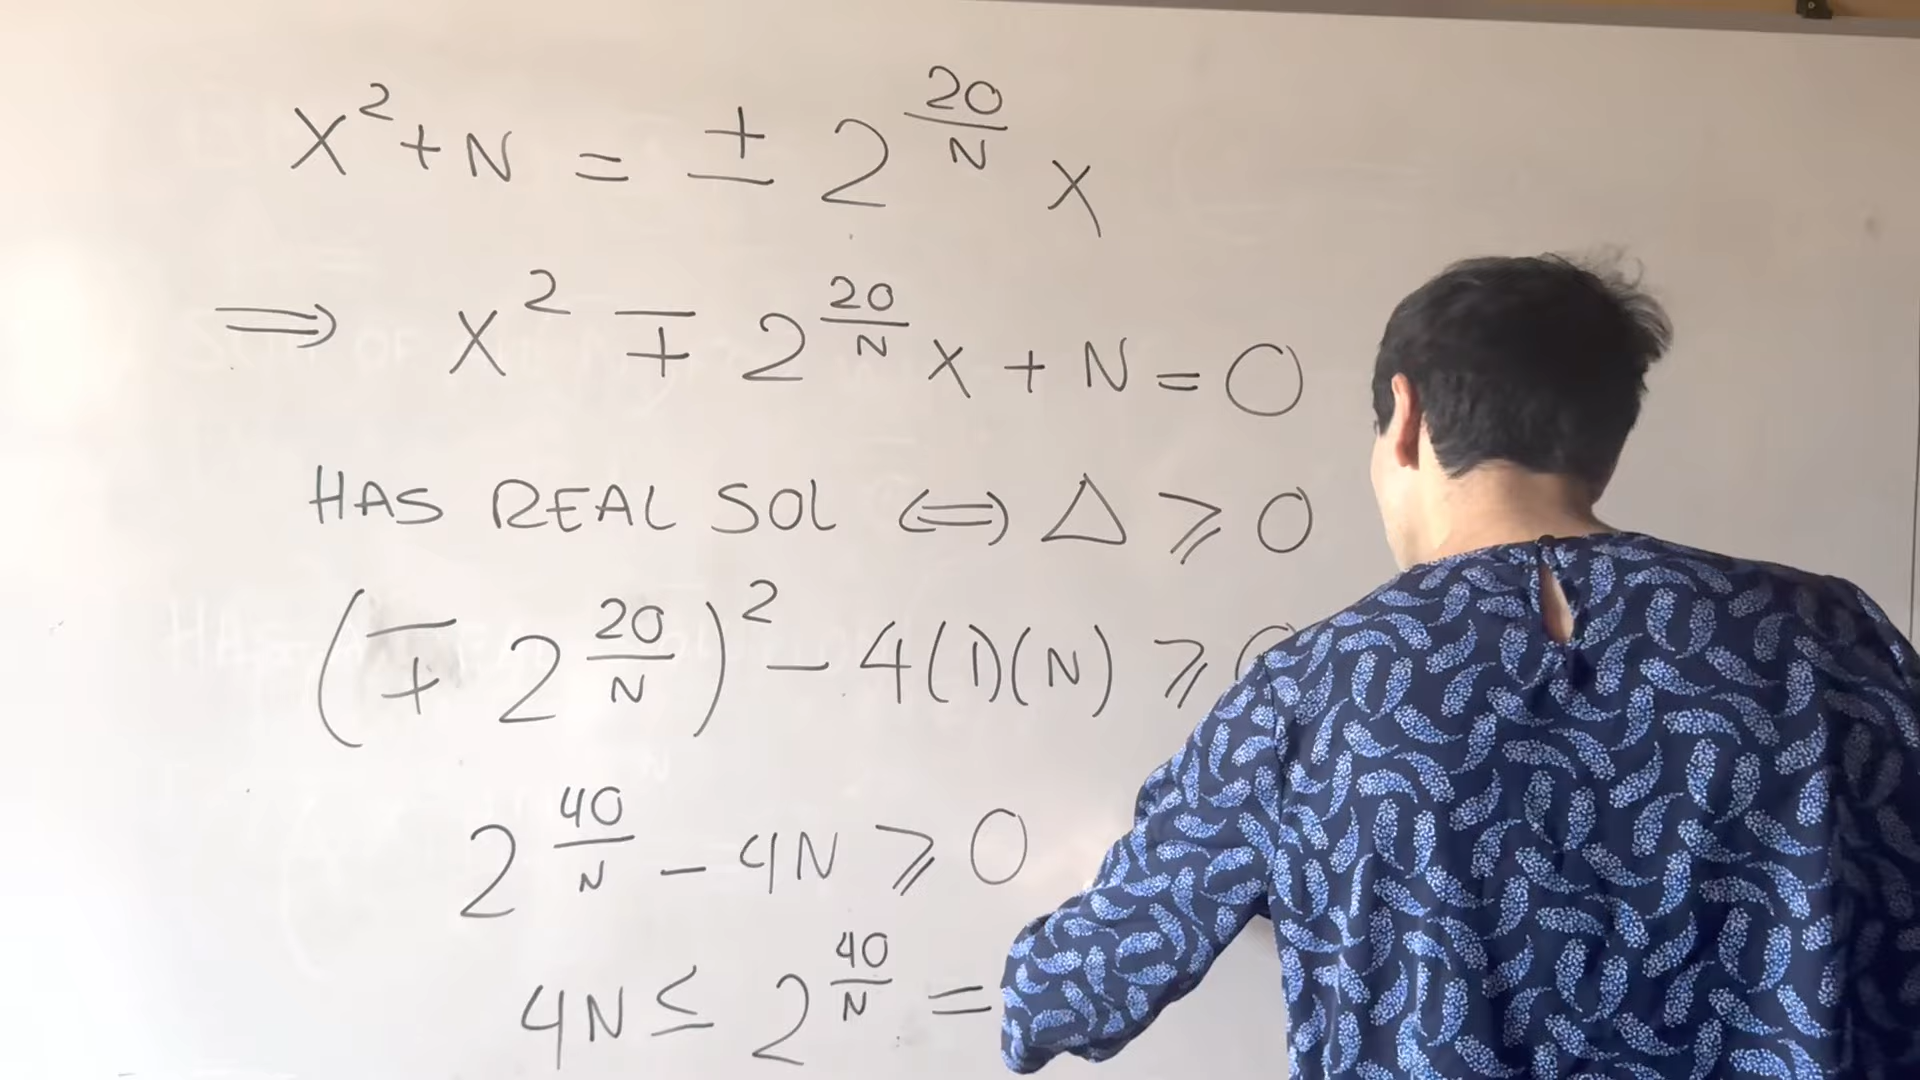 x² + N = ± 2^(20/N) x
⟹ x² ∓ 2^(20/N) x + N = 0
HAS REAL SOL ⟺ △ ⩾ 0
(∓ 2^(20/N))² − 4(1)(N) ⩾ 0
2^(40/N) − 4N ⩾ 0
4N ≤ 2^(40/N) =